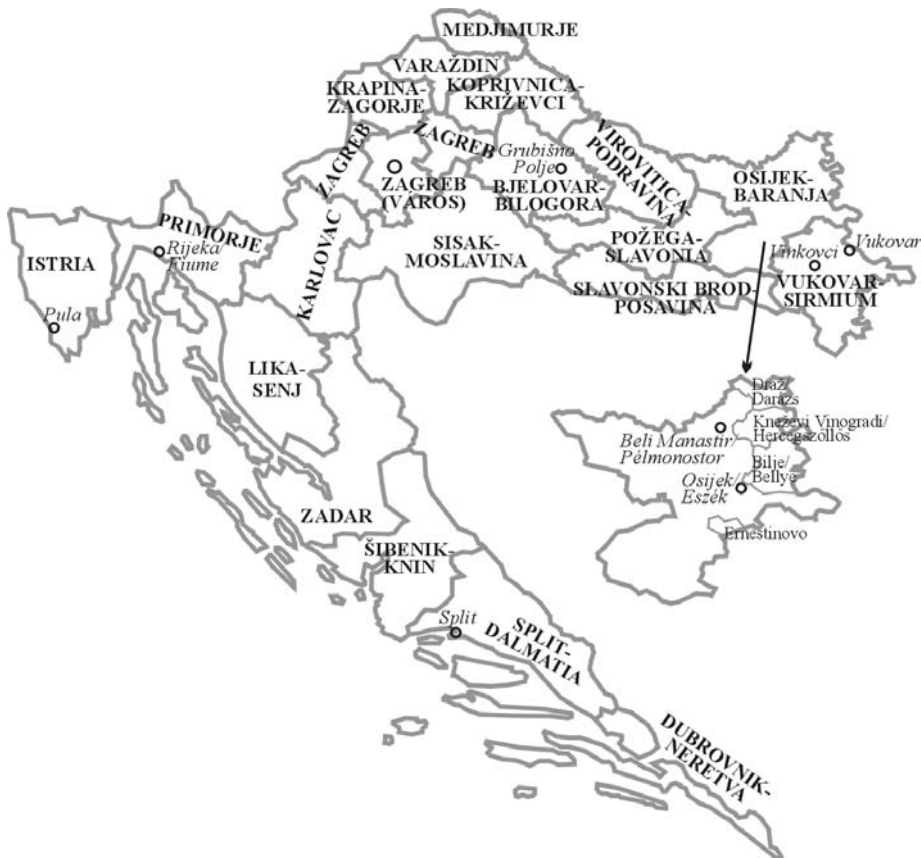 MEDJIMURJE
VARAŽDIN
KRAPINA-
ZAGORJE
KOPRIVNICA-
KRIŽEVCI
ZAGREB
ZAGREB
ZAGREB
(VÁROS)
Grubišno
Polje
BJELOVAR-
BILOGORA
VIROVITICA-
PODRAVINA
OSIJEK-
BARANJA
PRIMORJE
Rijeka/
Fiume
ISTRIA
Pula
KARLOVAC
SISAK-
MOSLAVINA
POŽEGA-
SLAVONIA
SLAVONSKI BROD-
POSAVINA
Vinkovci
Vukovar
VUKOVAR-
SIRMIUM
LIKA-
SENJ
Draž/
Darázs
Kneževi Vinogradi/
Hercegszöllős
Beli Manastir/
Pélmonostor
Bilje/
Bellye
Osijek/
Eszék
Ernestinovo
ZADAR
ŠIBENIK-
KNIN
Split
SPLIT-
DALMATIA
DUBROVNIK-
NERETVA